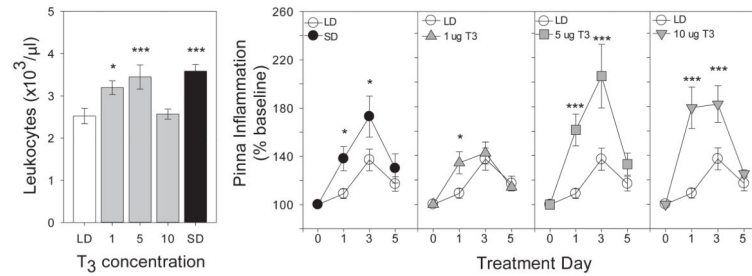 Leukocytes (x10³/μl)
5
4
3
2
1
0
*
***
***
LD 1 5 10 SD
T₃ concentration
Pinna Inflammation
(% baseline)
260
220
180
140
100
LD
SD
*
*
0 1 3 5
LD
1 ug T3
*
0 1 3 5
LD
5 ug T3
***
***
0 1 3 5
LD
10 ug T3
***
***
0 1 3 5
Treatment Day